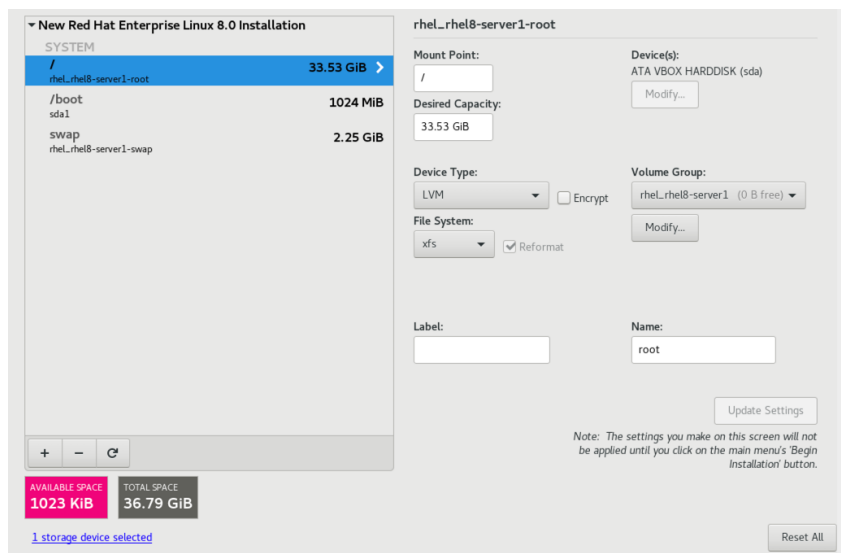 New Red Hat Enterprise Linux 8.0 Installation
SYSTEM
/ 33.53 GiB
rhel_rhel8-server1-root
/boot 1024 MiB
sda1
swap 2.25 GiB
rhel_rhel8-server1-swap
AVAILABLE SPACE
1023 KiB
TOTAL SPACE
36.79 GiB
1 storage device selected
rhel_rhel8-server1-root
Mount Point:
/
Device(s):
ATA VBOX HARDDISK (sda)
Modify...
Desired Capacity:
33.53 GiB
Device Type:
LVM
Encrypt
Volume Group:
rhel_rhel8-server1 (0 B free)
Modify...
File System:
xfs
Reformat
Label:
Name:
root
Update Settings
Note: The settings you make on this screen will not
be applied until you click on the main menu's 'Begin
Installation' button.
Reset All